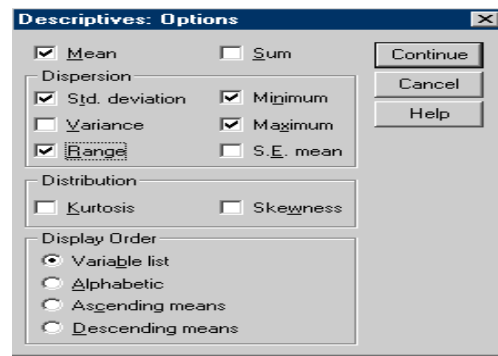 Descriptives: Options
Mean Sum
Continue
Dispersion
Cancel
Std. deviation Minimum
Help
Variance Maximum
Range S.E. mean
Distribution
Kurtosis Skewness
Display Order
Variable list
Alphabetic
Ascending means
Descending means